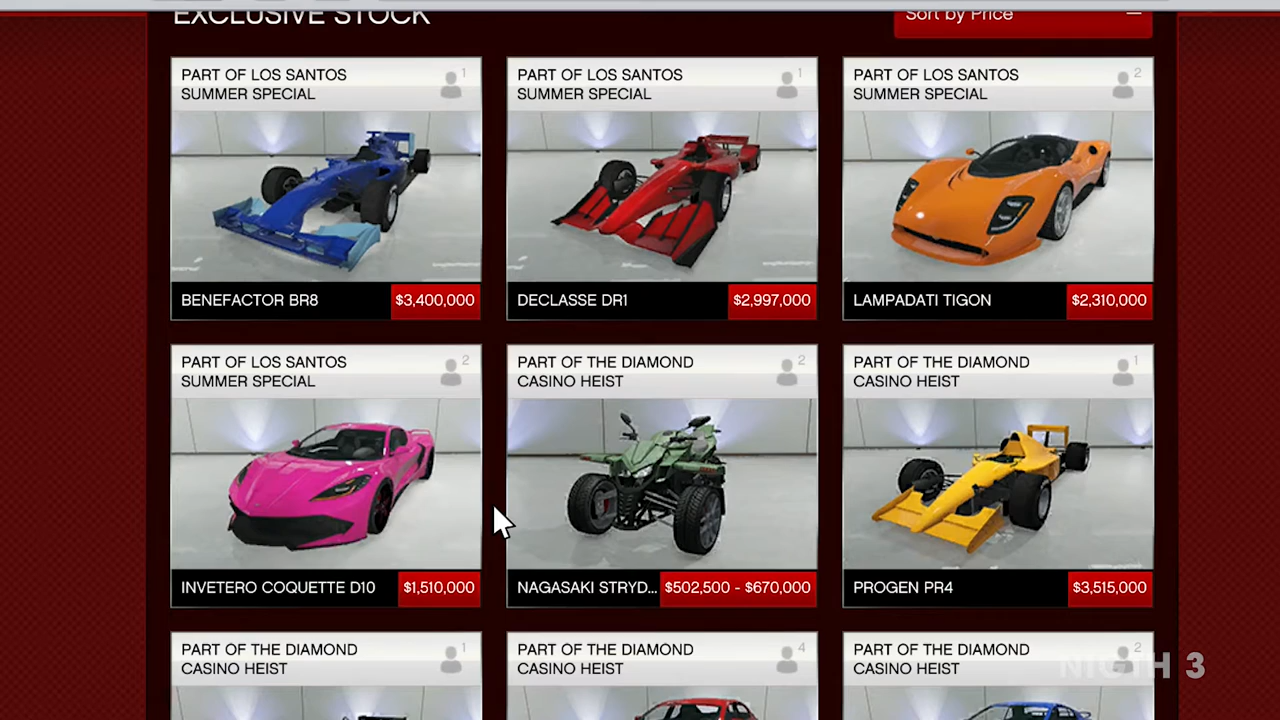 EXCLUSIVE STOCK
Sort by Price
PART OF LOS SANTOS
SUMMER SPECIAL
1
PART OF LOS SANTOS
SUMMER SPECIAL
1
PART OF LOS SANTOS
SUMMER SPECIAL
2
BENEFACTOR BR8
$3,400,000
DECLASSE DR1
$2,997,000
LAMPADATI TIGON
$2,310,000
PART OF LOS SANTOS
SUMMER SPECIAL
2
PART OF THE DIAMOND
CASINO HEIST
2
PART OF THE DIAMOND
CASINO HEIST
1
INVETERO COQUETTE D10
$1,510,000
NAGASAKI STRYD...
$502,500 - $670,000
PROGEN PR4
$3,515,000
PART OF THE DIAMOND
CASINO HEIST
1
PART OF THE DIAMOND
CASINO HEIST
4
PART OF THE DIAMOND
CASINO HEIST
2
NIGTH 3